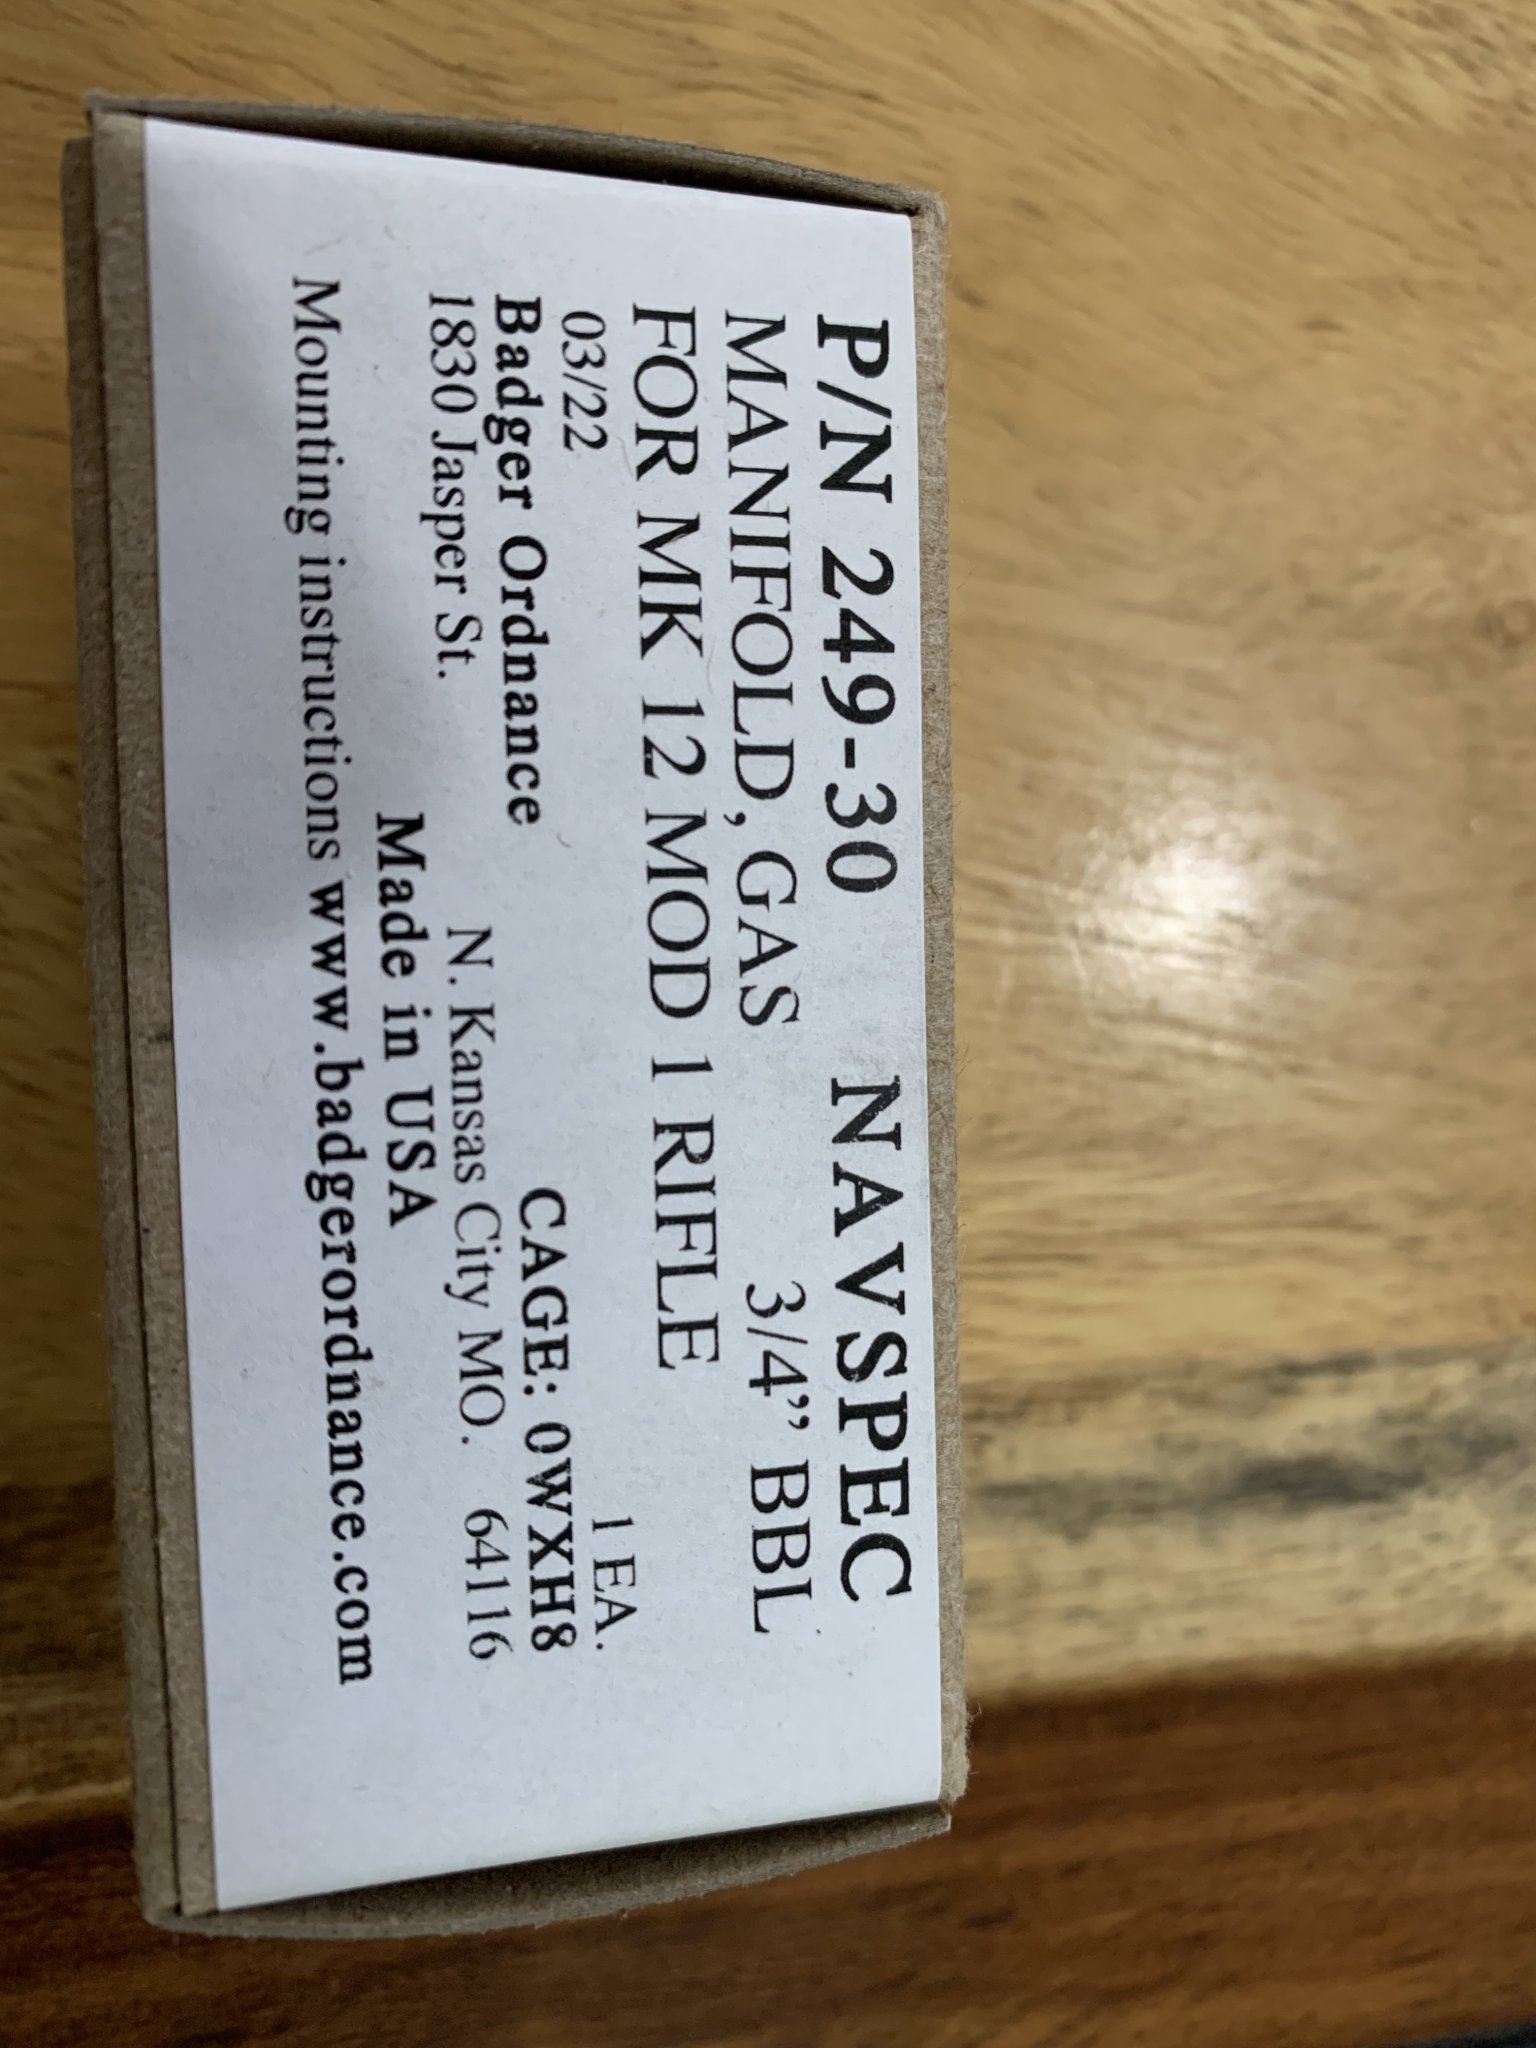 P/N 249-30 NAVSPEC
MANIFOLD, GAS 3/4” BBL
FOR MK 12 MOD 1 RIFLE
03/22 1 EA.
Badger Ordnance CAGE: 0WXH8
1830 Jasper St. N. Kansas City MO. 64116
Made in USA
Mounting instructions www.badgerordnance.com